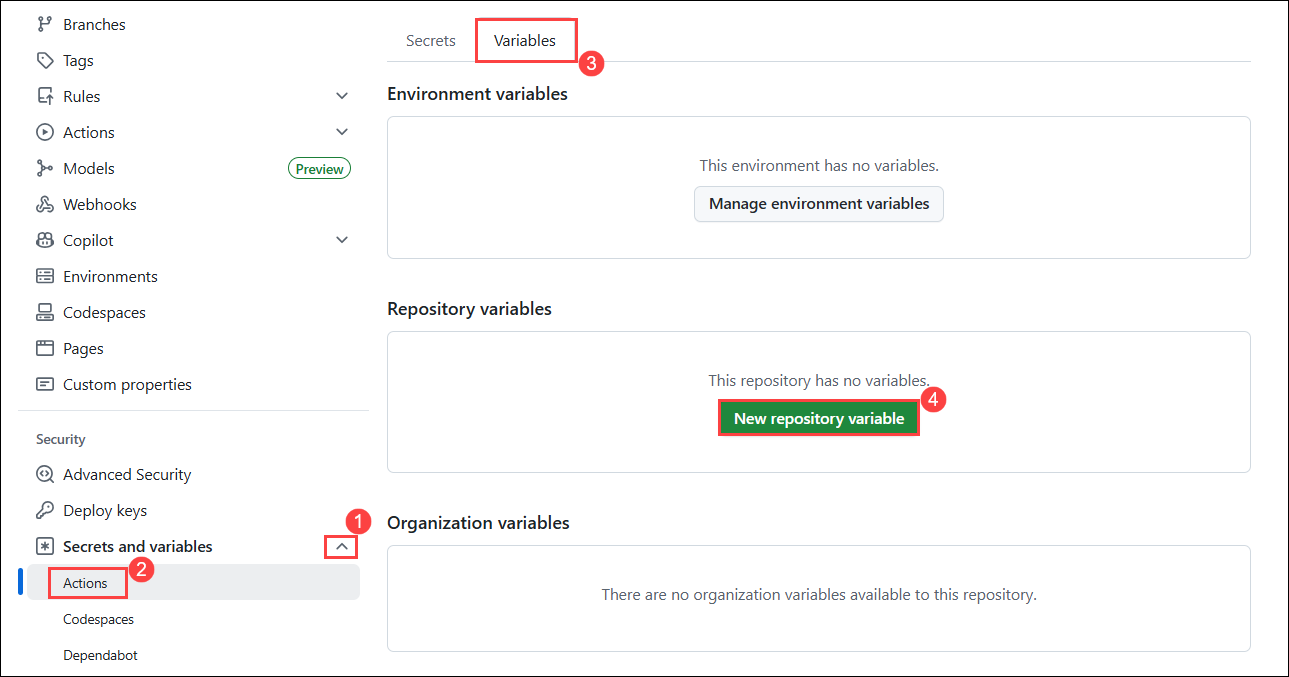 Branches
Tags
Rules
Actions
Models
Preview
Webhooks
Copilot
Environments
Codespaces
Pages
Custom properties
Security
Advanced Security
Deploy keys
Secrets and variables
1
Actions
2
Codespaces
Dependabot
Secrets
Variables
3
Environment variables
This environment has no variables.
Manage environment variables
Repository variables
This repository has no variables.
4
New repository variable
Organization variables
There are no organization variables available to this repository.